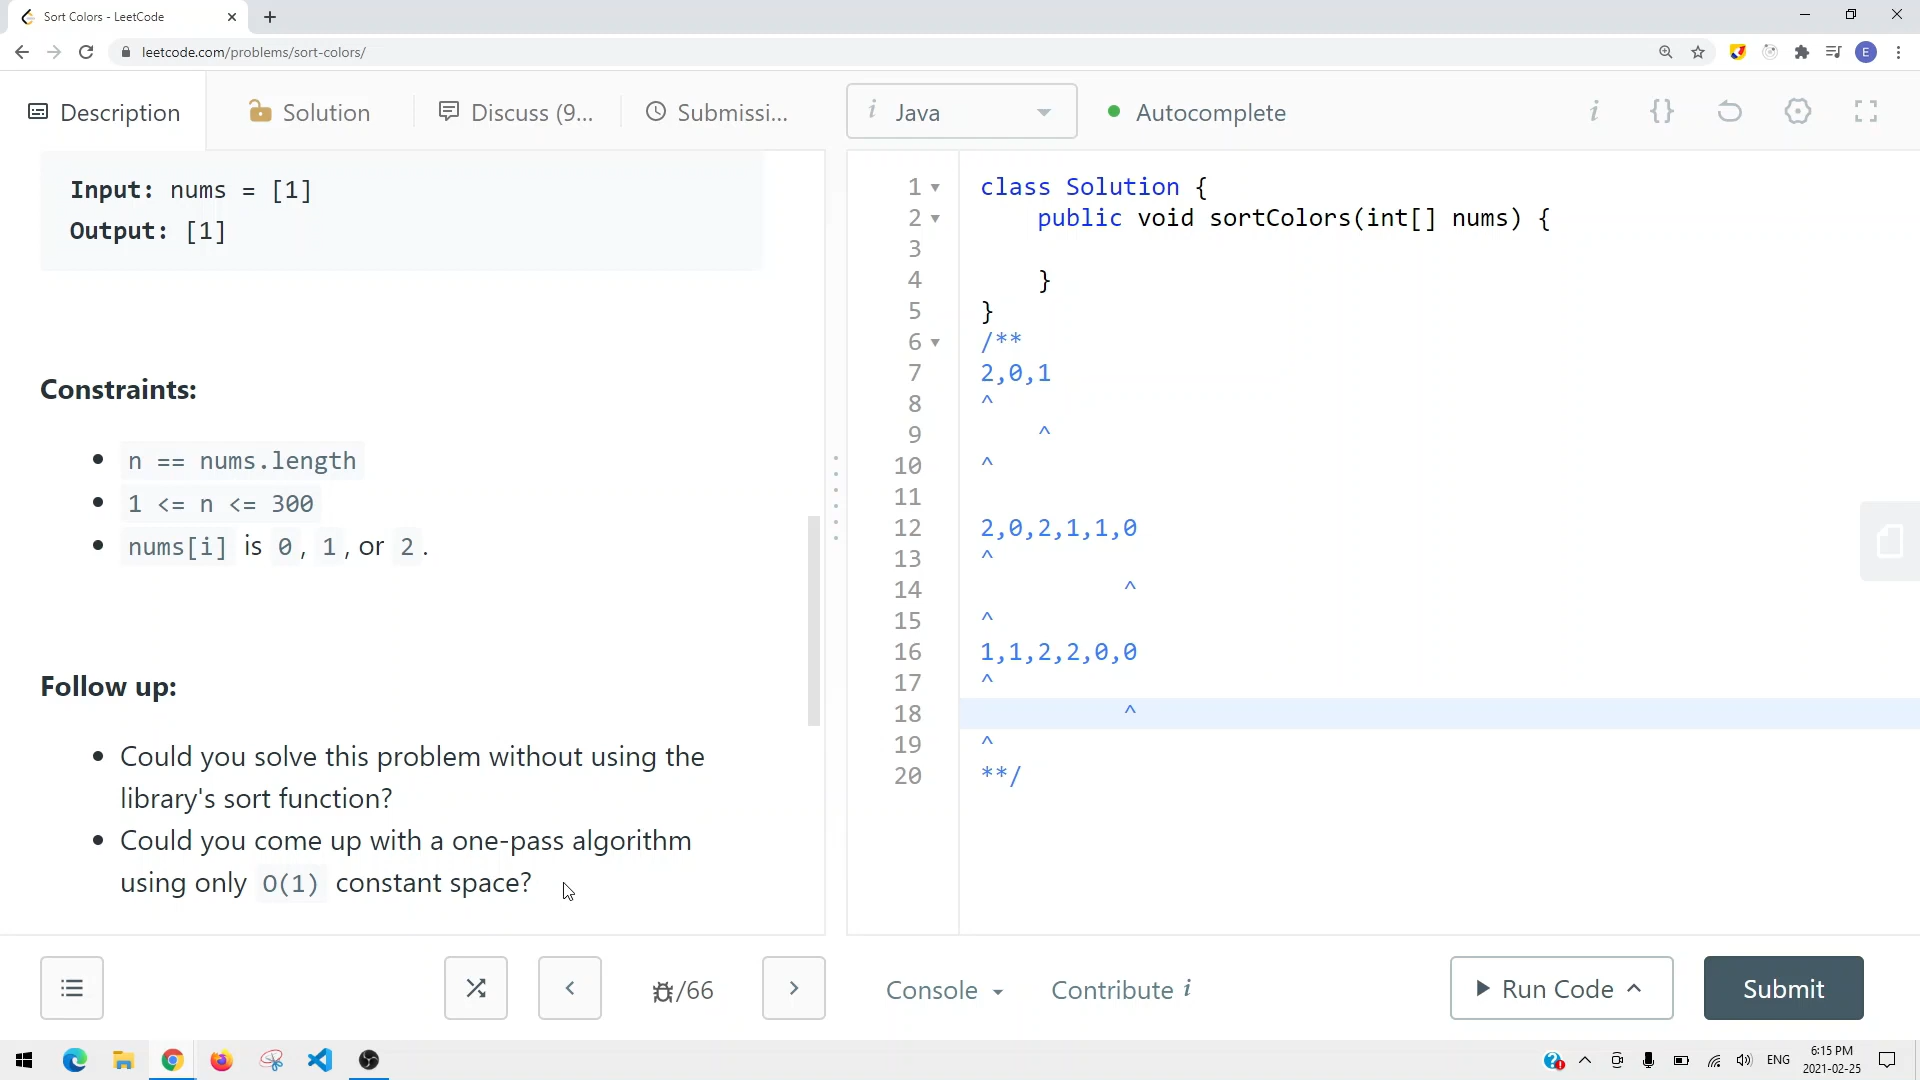 Sort Colors - LeetCode
leetcode.com/problems/sort-colors/
E
Description
Solution
Discuss (9...
Submissi...
i Java
Autocomplete
i {}
Input: nums = [1]
Output: [1]
Constraints:
n == nums.length
1 <= n <= 300
nums[i] is 0, 1, or 2.
Follow up:
Could you solve this problem without using the
library's sort function?
Could you come up with a one-pass algorithm
using only O(1) constant space?
1 class Solution {
2 public void sortColors(int[] nums) {
3
4 }
5 }
6 /**
7 2,0,1
8 ^
9 ^
10 ^
11
12 2,0,2,1,1,0
13 ^
14 ^
15 ^
16 1,1,2,2,0,0
17 ^
18 ^
19 ^
20 **/
/66
Console
Contribute i
Run Code
Submit
ENG
6:15 PM
2021-02-25